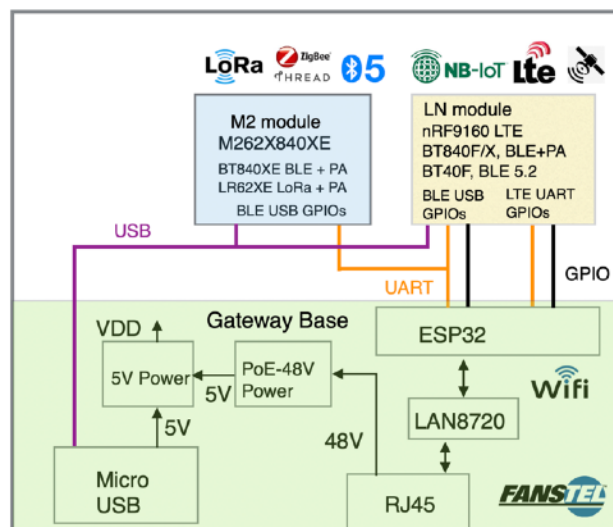 LoRa
ZigBee
THREAD
5
NB-IoT
Lte
M2 module
M262X840XE
BT840XE BLE + PA
LR62XE LoRa + PA
BLE USB GPIOs
LN module
nRF9160 LTE
BT840F/X, BLE+PA
BT40F, BLE 5.2
BLE USB
GPIOs
LTE UART
GPIOs
USB
UART
GPIO
Gateway Base
VDD
5V Power
5V
PoE-48V
Power
5V
48V
ESP32
Wifi
LAN8720
Micro
USB
RJ45
FANSTEL